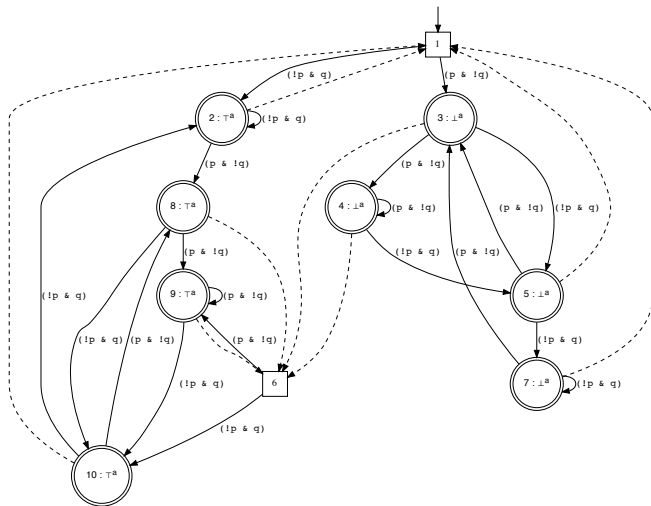 1
(!p & q)
(p & !q)
2 : ⊤a
(!p & q)
3 : ⊥a
(p & !q)
(p & !q)
4 : ⊥a
(p & !q)
(p & !q)
(!p & q)
8 : ⊤a
(p & !q)
(!p & q)
(p & !q)
9 : ⊤a
(p & !q)
5 : ⊥a
(!p & q)
(!p & q)
(p & !q)
(p & !q)
(!p & q)
(!p & q)
6
7 : ⊥a
(!p & q)
(!p & q)
10 : ⊤a